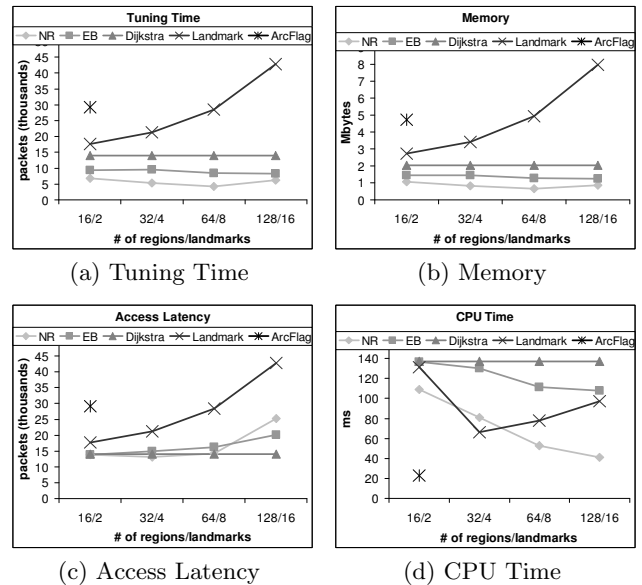 Tuning Time
NR EB Dijkstra Landmark ArcFlag
packets (thousands)
50
45
40
35
30
25
20
15
10
5
0
16/2 32/4 64/8 128/16
# of regions/landmarks
(a) Tuning Time
Memory
NR EB Dijkstra Landmark ArcFlag
Mbytes
9
8
7
6
5
4
3
2
1
0
16/2 32/4 64/8 128/16
# of regions/landmarks
(b) Memory
Access Latency
NR EB Dijkstra Landmark ArcFlag
packets (thousands)
45
40
35
30
25
20
15
10
5
0
16/2 32/4 64/8 128/16
# of regions/landmarks
(c) Access Latency
CPU Time
NR EB Dijkstra Landmark ArcFlag
ms
140
120
100
80
60
40
20
0
16/2 32/4 64/8 128/16
# of regions/landmarks
(d) CPU Time